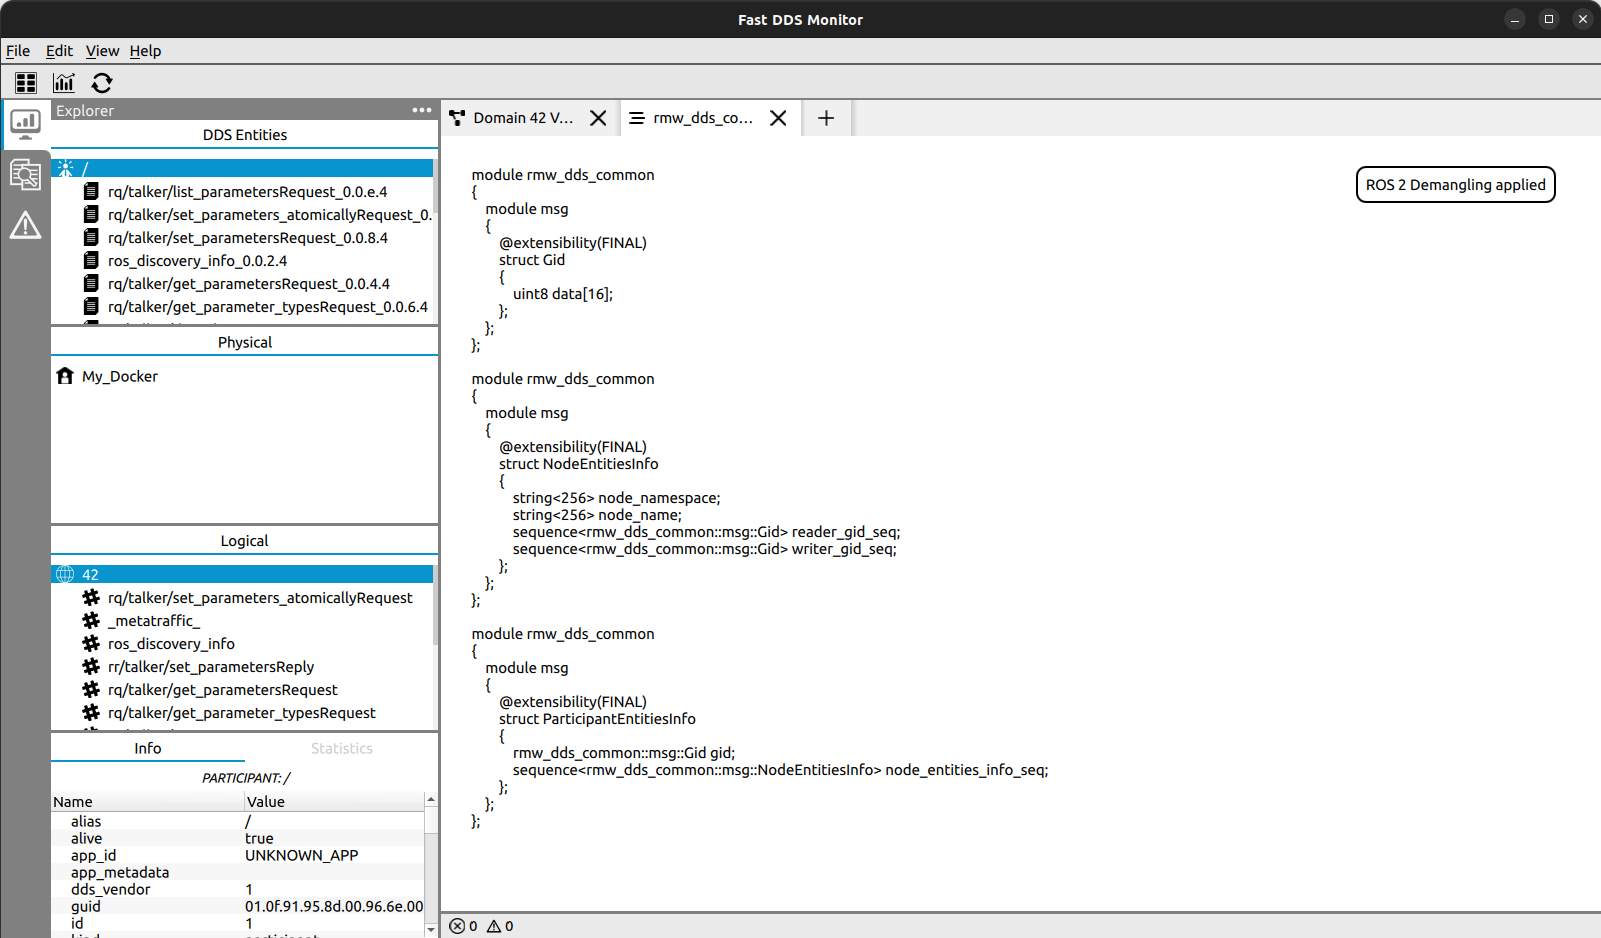 Fast DDS Monitor
File Edit View Help
Explorer
DDS Entities
/
rq/talker/list_parametersRequest_0.0.e.4
rq/talker/set_parameters_atomicallyRequest_0.
rq/talker/set_parametersRequest_0.0.8.4
ros_discovery_info_0.0.2.4
rq/talker/get_parametersRequest_0.0.4.4
rq/talker/get_parameter_typesRequest_0.0.6.4
Physical
My_Docker
Logical
42
rq/talker/set_parameters_atomicallyRequest
_metatraffic_
ros_discovery_info
rr/talker/set_parametersReply
rq/talker/get_parametersRequest
rq/talker/get_parameter_typesRequest
Info Statistics
PARTICIPANT: /
Name Value
alias /
alive true
app_id UNKNOWN_APP
app_metadata
dds_vendor 1
guid 01.0f.91.95.8d.00.96.6e.00
id 1
Domain 42 V... rmw_dds_co...
ROS 2 Demangling applied
module rmw_dds_common
{
module msg
{
@extensibility(FINAL)
struct Gid
{
uint8 data[16];
};
};
};
module rmw_dds_common
{
module msg
{
@extensibility(FINAL)
struct NodeEntitiesInfo
{
string<256> node_namespace;
string<256> node_name;
sequence<rmw_dds_common::msg::Gid> reader_gid_seq;
sequence<rmw_dds_common::msg::Gid> writer_gid_seq;
};
};
};
module rmw_dds_common
{
module msg
{
@extensibility(FINAL)
struct ParticipantEntitiesInfo
{
rmw_dds_common::msg::Gid gid;
sequence<rmw_dds_common::msg::NodeEntitiesInfo> node_entities_info_seq;
};
};
};
0 0